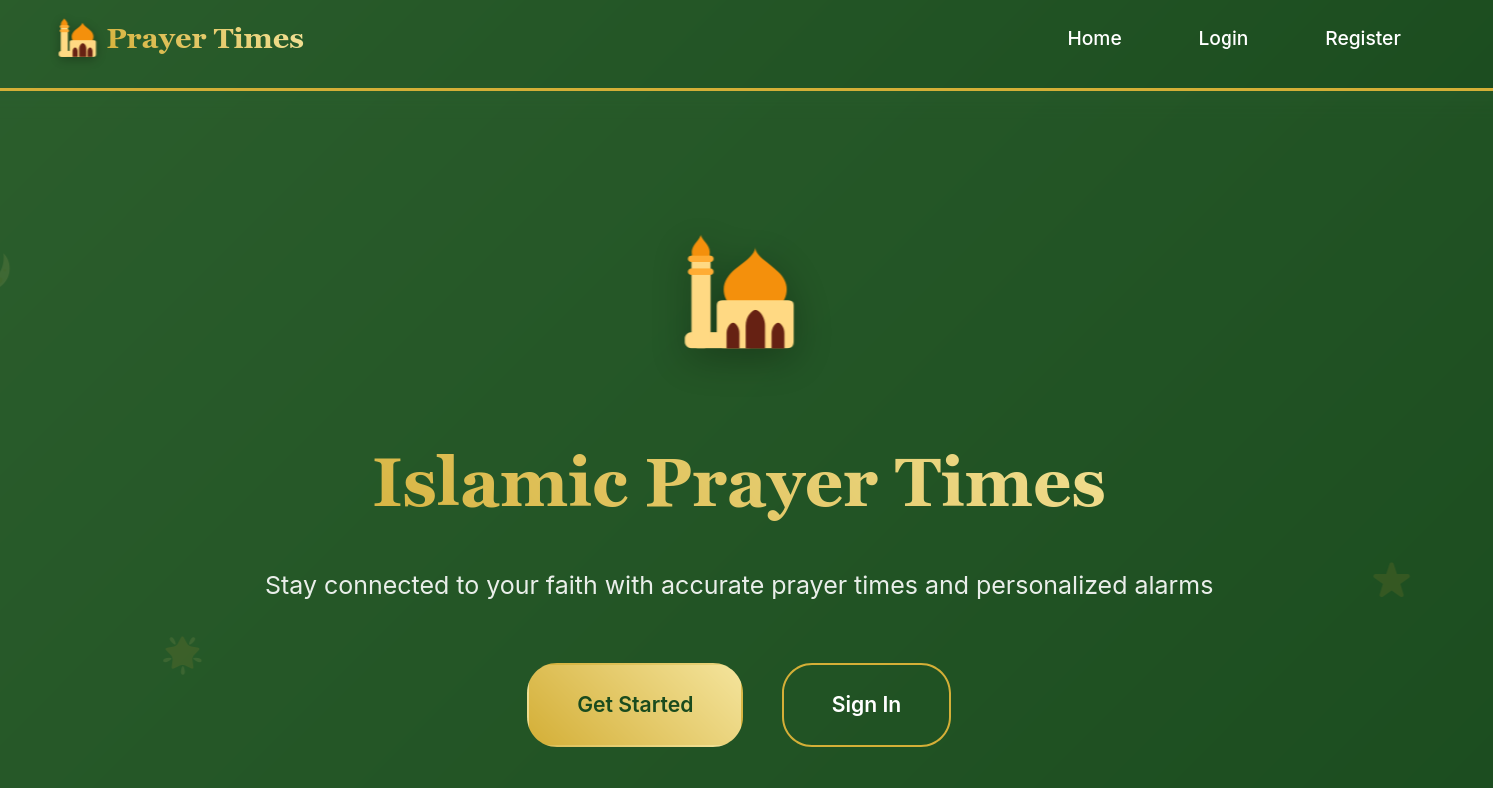 Prayer Times
Home
Login
Register
Islamic Prayer Times
Stay connected to your faith with accurate prayer times and personalized alarms
Get Started
Sign In